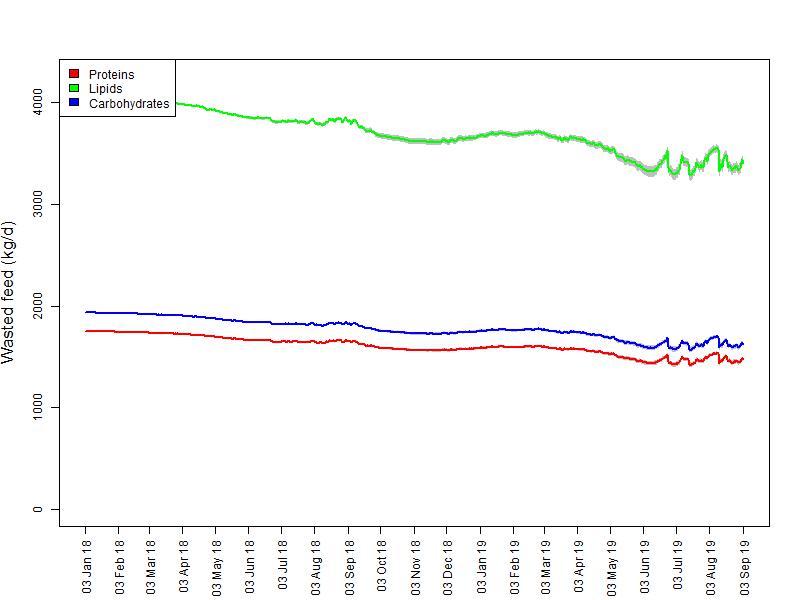 Proteins
Lipids
Carbohydrates
Wasted feed (kg/d)
4000
3000
2000
1000
0
03 Jan 18
03 Feb 18
03 Mar 18
03 Apr 18
03 May 18
03 Jun 18
03 Jul 18
03 Aug 18
03 Sep 18
03 Oct 18
03 Nov 18
03 Dec 18
03 Jan 19
03 Feb 19
03 Mar 19
03 Apr 19
03 May 19
03 Jun 19
03 Jul 19
03 Aug 19
03 Sep 19